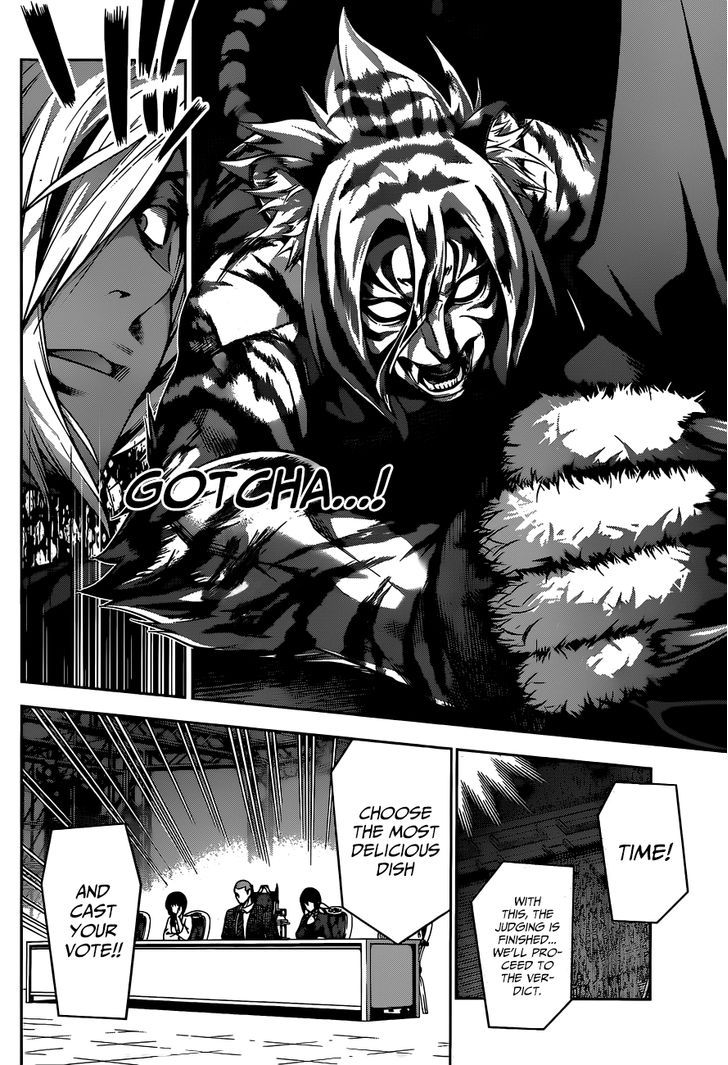 GOTCHA...!
TIME!
WITH
THIS, THE
JUDGING IS
FINISHED...
WE'LL PRO-
CEED TO
THE VER-
DICT.
CHOOSE
THE MOST
DELICIOUS
DISH
AND
CAST
YOUR
VOTE!!